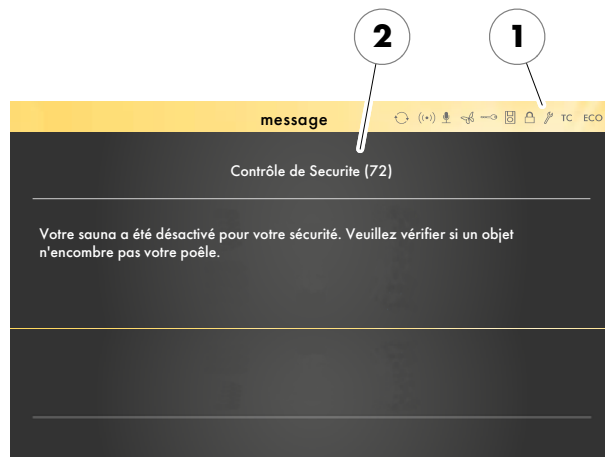 2
1
message
TC ECO
Contrôle de Securite (72)
Votre sauna a été désactivé pour votre sécurité. Veuillez vérifier si un objet
n'encombre pas votre poêle.